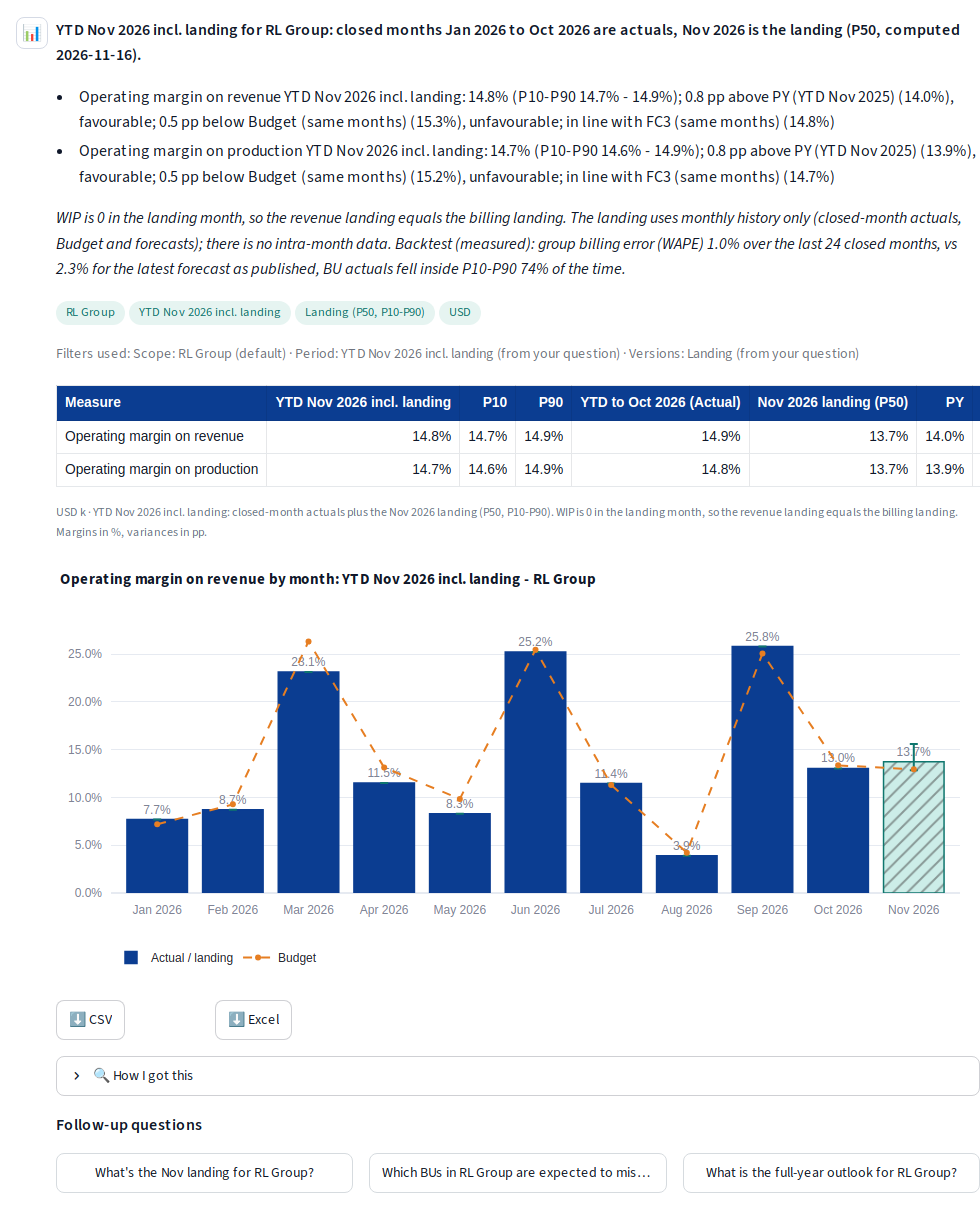 YTD Nov 2026 incl. landing for RL Group: closed months Jan 2026 to Oct 2026 are actuals, Nov 2026 is the landing (P50, computed
2026-11-16).
• Operating margin on revenue YTD Nov 2026 incl. landing: 14.8% (P10-P90 14.7% - 14.9%); 0.8 pp above PY (YTD Nov 2025) (14.0%),
favourable; 0.5 pp below Budget (same months) (15.3%), unfavourable; in line with FC3 (same months) (14.8%)
• Operating margin on production YTD Nov 2026 incl. landing: 14.7% (P10-P90 14.6% - 14.9%); 0.8 pp above PY (YTD Nov 2025) (13.9%),
favourable; 0.5 pp below Budget (same months) (15.2%), unfavourable; in line with FC3 (same months) (14.7%)
WIP is 0 in the landing month, so the revenue landing equals the billing landing. The landing uses monthly history only (closed-month actuals,
Budget and forecasts); there is no intra-month data. Backtest (measured): group billing error (WAPE) 1.0% over the last 24 closed months, vs
2.3% for the latest forecast as published, BU actuals fell inside P10-P90 74% of the time.
RL Group YTD Nov 2026 incl. landing Landing (P50, P10-P90) USD
Filters used: Scope: RL Group (default) · Period: YTD Nov 2026 incl. landing (from your question) · Versions: Landing (from your question)
Measure YTD Nov 2026 incl. landing P10 P90 YTD to Oct 2026 (Actual) Nov 2026 landing (P50) PY
Operating margin on revenue 14.8% 14.7% 14.9% 14.9% 13.7% 14.0%
Operating margin on production 14.7% 14.6% 14.9% 14.8% 13.7% 13.9%
USD k · YTD Nov 2026 incl. landing: closed-month actuals plus the Nov 2026 landing (P50, P10-P90). WIP is 0 in the landing month, so the revenue landing equals the billing landing.
Margins in %, variances in pp.
Operating margin on revenue by month: YTD Nov 2026 incl. landing - RL Group
25.0%
20.0%
15.0%
10.0%
5.0%
0.0%
7.7% 8.7% 23.1% 11.5% 8.3% 25.2% 11.4% 3.9% 25.8% 13.0% 13.7%
Jan 2026 Feb 2026 Mar 2026 Apr 2026 May 2026 Jun 2026 Jul 2026 Aug 2026 Sep 2026 Oct 2026 Nov 2026
Actual / landing Budget
CSV Excel
How I got this
Follow-up questions
What's the Nov landing for RL Group? Which BUs in RL Group are expected to mis... What is the full-year outlook for RL Group?